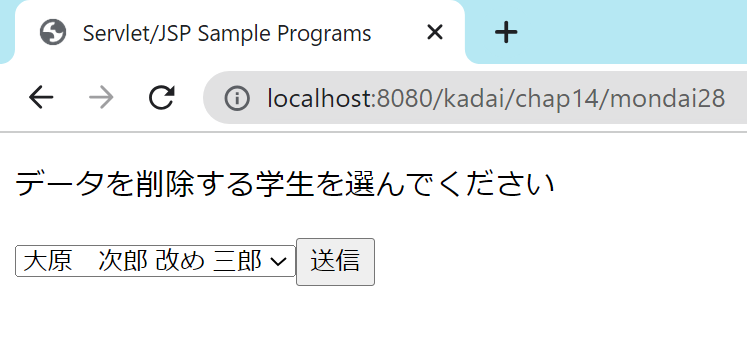 Servlet/JSP Sample Programs
localhost:8080/kadai/chap14/mondai28
データを削除する学生を選んでください
大原　次郎 改め 三郎 送信